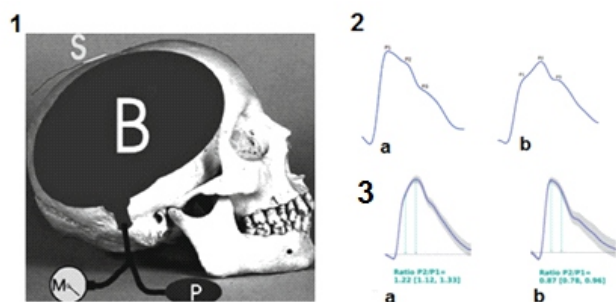 1
S
B
M
P
2
P1
P2
P3
a
P1
P2
P3
b
3
Ratio P2/P1=
1.22 [1.12, 1.33]
a
Ratio P2/P1=
0.87 [0.78, 0.96]
b